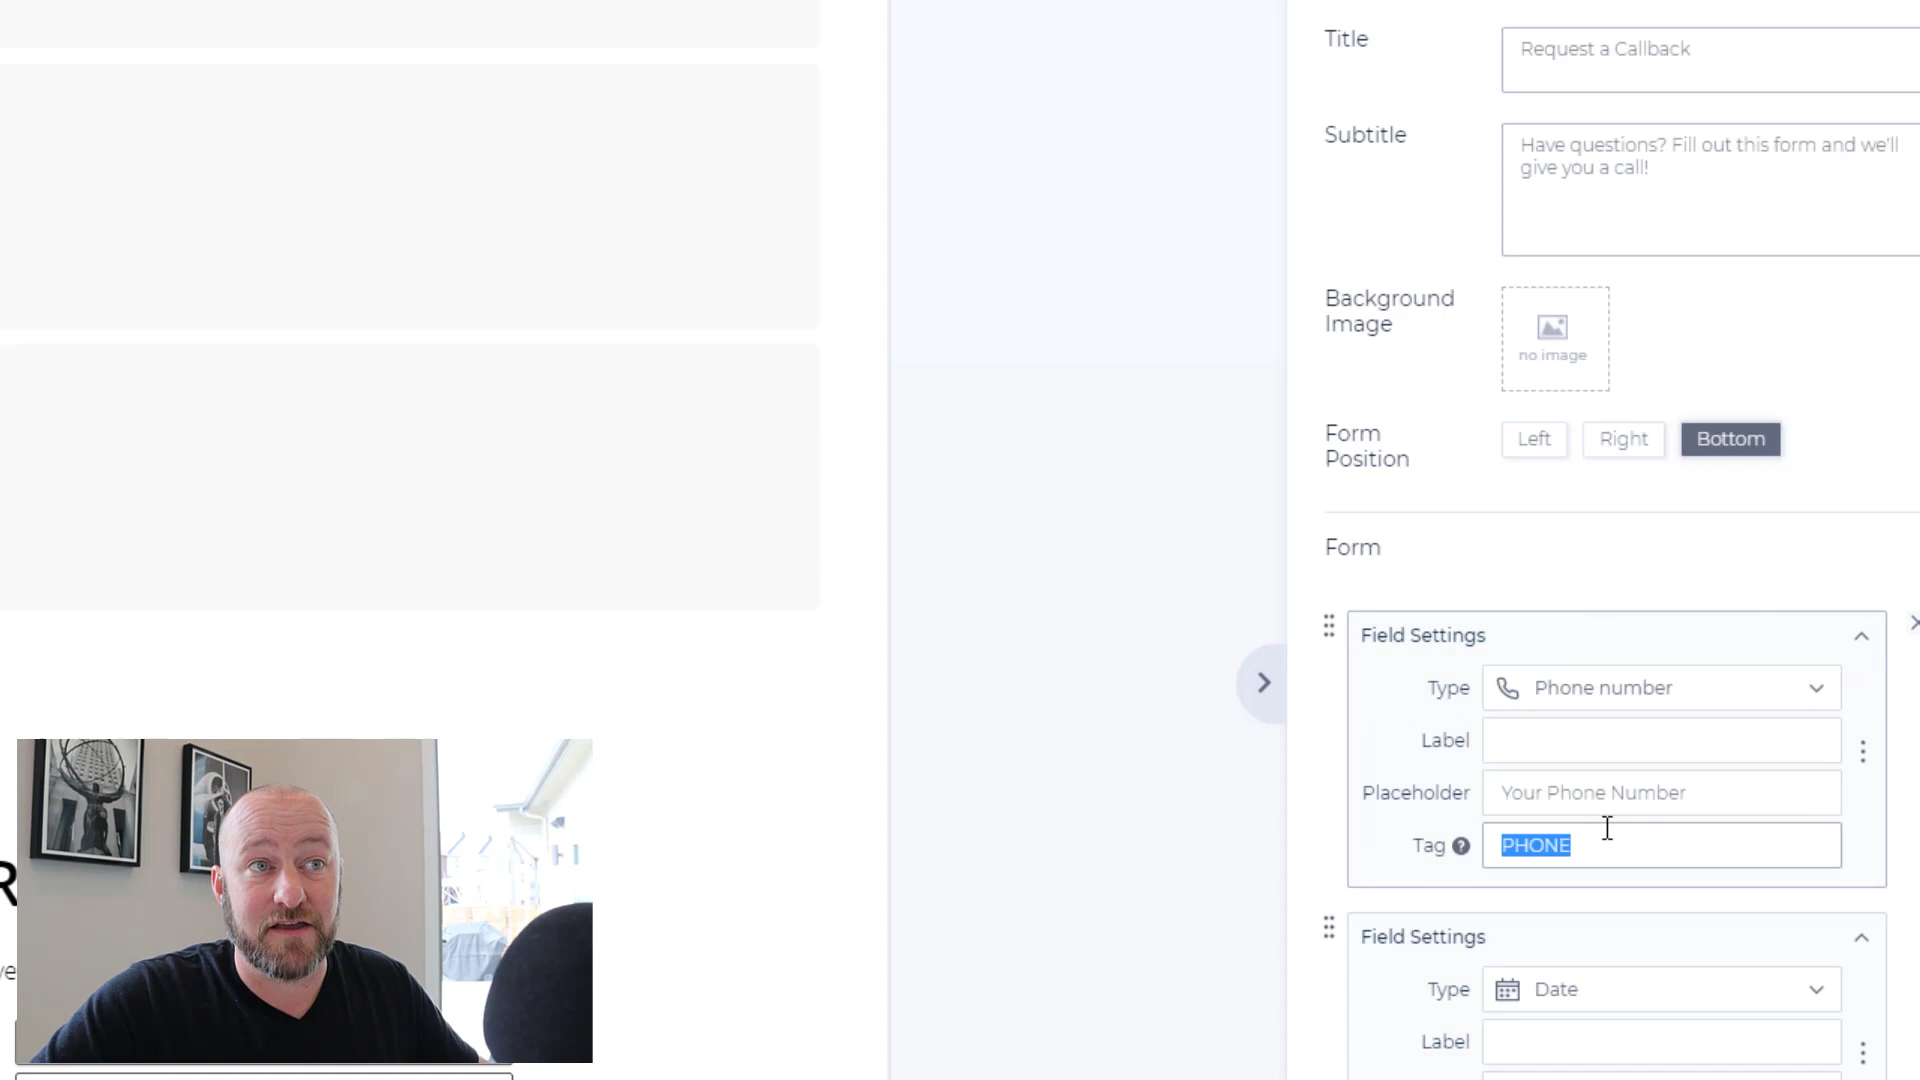 Title
Request a Callback
Subtitle
Have questions? Fill out this form and we'll
give you a call!
Background
Image
no image
Form
Position
Left
Right
Bottom
Form
Field Settings
Type
Phone number
Label
Placeholder
Your Phone Number
Tag ?
PHONE
Field Settings
Type
Date
Label
R
ve